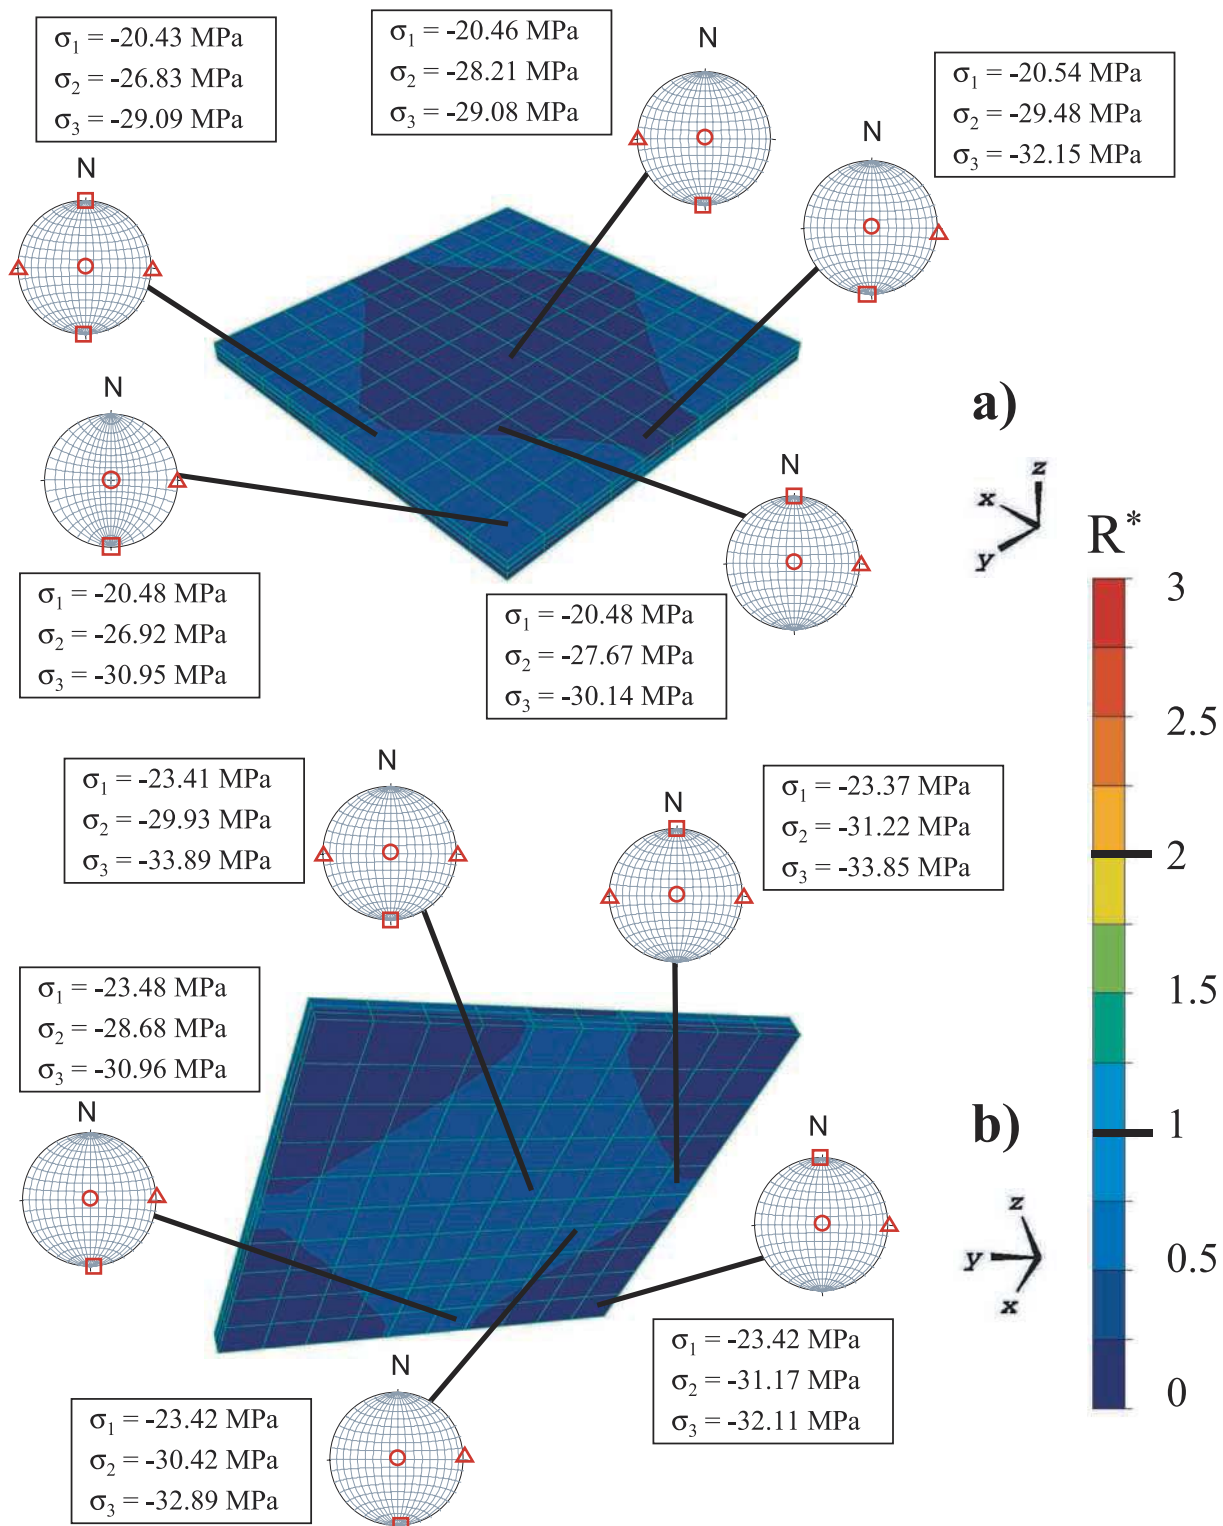 σ1 = -20.43 MPa
σ2 = -26.83 MPa
σ3 = -29.09 MPa
σ1 = -20.46 MPa
σ2 = -28.21 MPa
σ3 = -29.08 MPa
N
σ1 = -20.54 MPa
σ2 = -29.48 MPa
σ3 = -32.15 MPa
N
N
N
a)
z
x
y
N
R*
3
2.5
2
1.5
1
0.5
0
σ1 = -20.48 MPa
σ2 = -26.92 MPa
σ3 = -30.95 MPa
σ1 = -20.48 MPa
σ2 = -27.67 MPa
σ3 = -30.14 MPa
σ1 = -23.41 MPa
σ2 = -29.93 MPa
σ3 = -33.89 MPa
N
σ1 = -23.37 MPa
σ2 = -31.22 MPa
σ3 = -33.85 MPa
N
σ1 = -23.48 MPa
σ2 = -28.68 MPa
σ3 = -30.96 MPa
N
N
b)
z
y
x
σ1 = -23.42 MPa
σ2 = -31.17 MPa
σ3 = -32.11 MPa
N
σ1 = -23.42 MPa
σ2 = -30.42 MPa
σ3 = -32.89 MPa